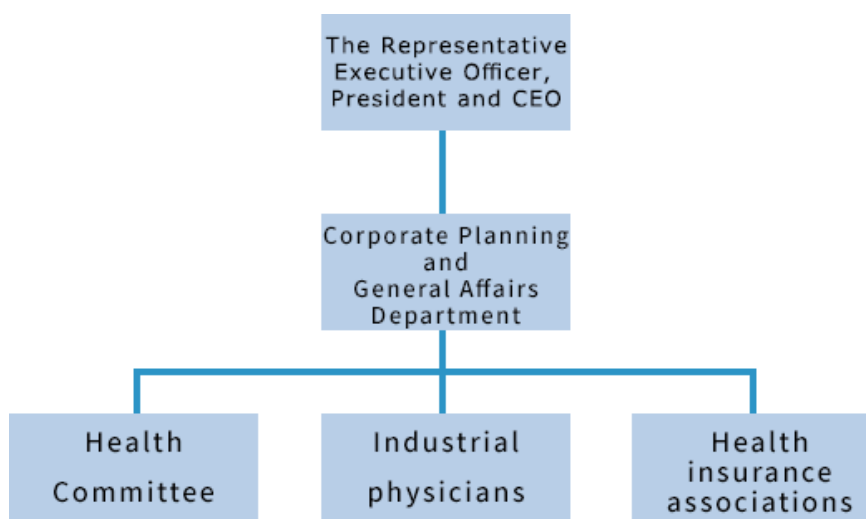 The Representative
Executive Officer,
President and CEO
Corporate Planning
and
General Affairs
Department
Health
Committee
Industrial
physicians
Health
insurance
associations